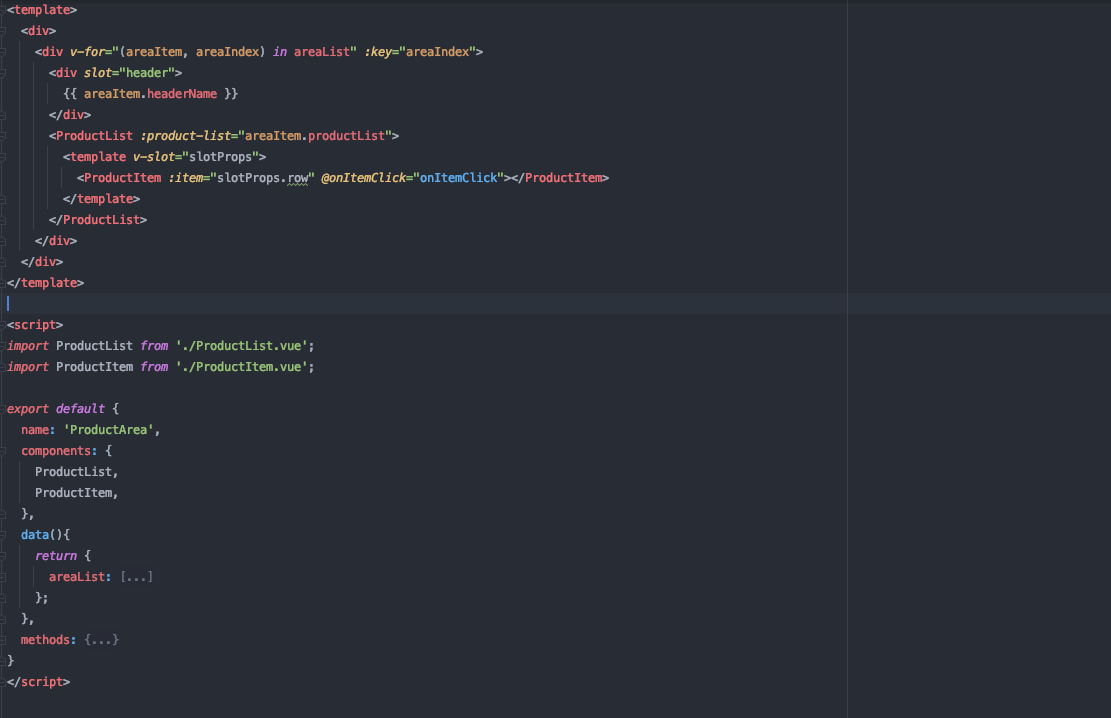 <template>
  <div>
    <div v-for="(areaItem, areaIndex) in areaList" :key="areaIndex">
      <div slot="header">
        {{ areaItem.headerName }}
      </div>
      <ProductList :product-list="areaItem.productList">
        <template v-slot="slotProps">
          <ProductItem :item="slotProps.row" @onItemClick="onItemClick"></ProductItem>
        </template>
      </ProductList>
    </div>
  </div>
</template>

<script>
import ProductList from './ProductList.vue';
import ProductItem from './ProductItem.vue';

export default {
  name: 'ProductArea',
  components: {
    ProductList,
    ProductItem,
  },
  data(){
    return {
      areaList: [...]
    };
  },
  methods: {...}
}
</script>